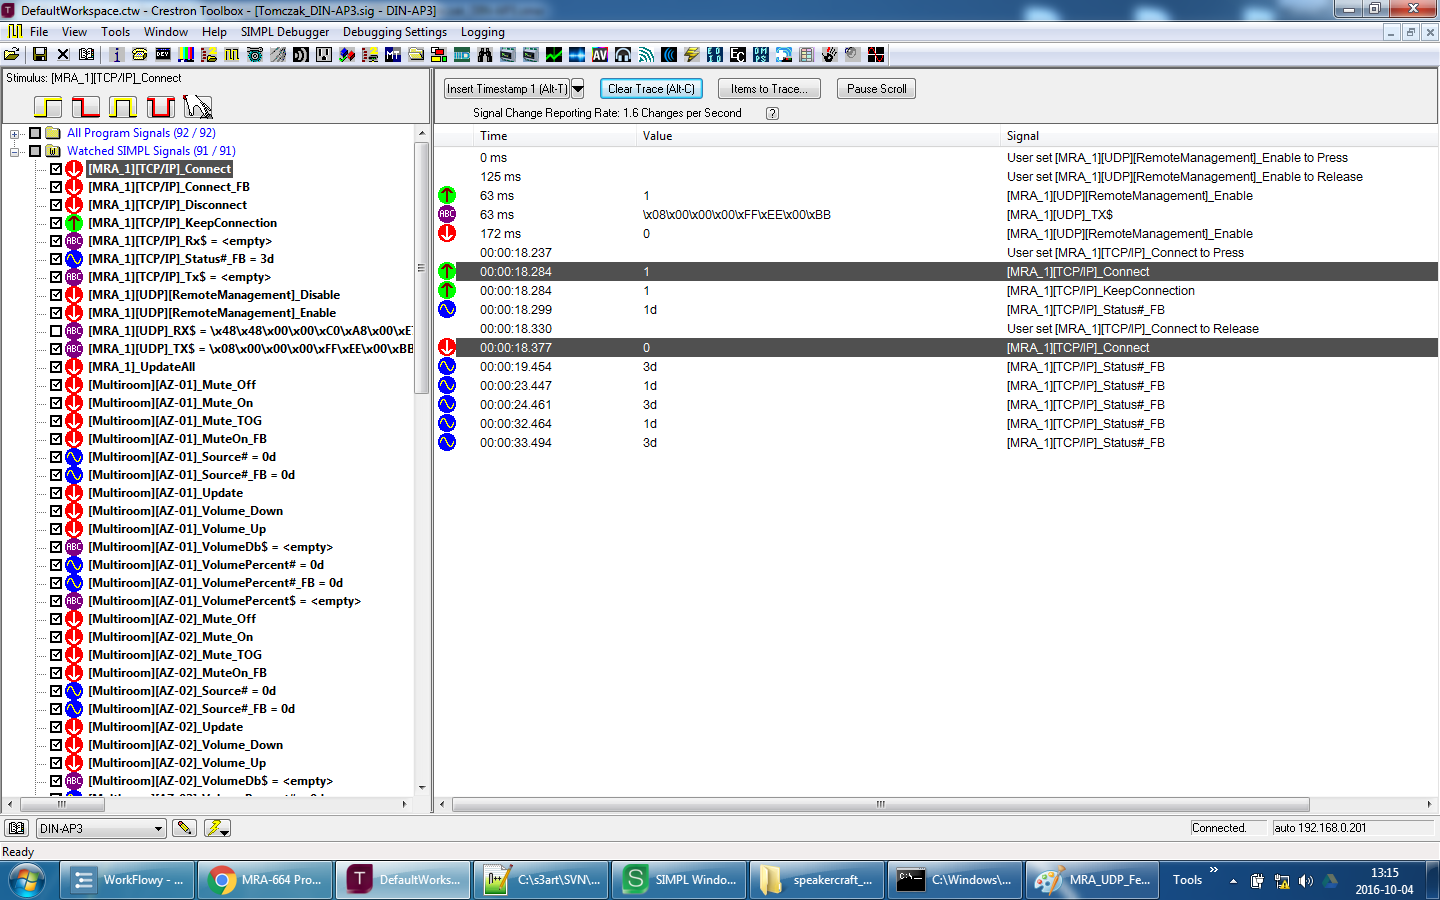 DefaultWorkspace.ctw - Crestron Toolbox - [Tomczak_DIN-AP3.sig - DIN-AP3]
File View Tools Window Help SIMPL Debugger Debugging Settings Logging
Stimulus: [MRA_1][TCP/IP]_Connect
Insert Timestamp 1 (Alt-T) Clear Trace (Alt-C) Items to Trace... Pause Scroll
Signal Change Reporting Rate: 1.6 Changes per Second ?
All Program Signals (92 / 92)
Watched SIMPL Signals (91 / 91)
[MRA_1][TCP/IP]_Connect
[MRA_1][TCP/IP]_Connect_FB
[MRA_1][TCP/IP]_Disconnect
[MRA_1][TCP/IP]_KeepConnection
[MRA_1][TCP/IP]_Rx$ = <empty>
[MRA_1][TCP/IP]_Status#_FB = 3d
[MRA_1][TCP/IP]_Tx$ = <empty>
[MRA_1][UDP][RemoteManagement]_Disable
[MRA_1][UDP][RemoteManagement]_Enable
[MRA_1][UDP]_RX$ = \x48\x48\x00\x00\xC0\xA8\x00\xE
[MRA_1][UDP]_TX$ = \x08\x00\x00\x00\xFF\xEE\x00\xBB
[MRA_1]_UpdateAll
[Multiroom][AZ-01]_Mute_Off
[Multiroom][AZ-01]_Mute_On
[Multiroom][AZ-01]_Mute_TOG
[Multiroom][AZ-01]_MuteOn_FB
[Multiroom][AZ-01]_Source# = 0d
[Multiroom][AZ-01]_Source#_FB = 0d
[Multiroom][AZ-01]_Update
[Multiroom][AZ-01]_Volume_Down
[Multiroom][AZ-01]_Volume_Up
[Multiroom][AZ-01]_VolumeDb$ = <empty>
[Multiroom][AZ-01]_VolumePercent# = 0d
[Multiroom][AZ-01]_VolumePercent#_FB = 0d
[Multiroom][AZ-01]_VolumePercent$ = <empty>
[Multiroom][AZ-02]_Mute_Off
[Multiroom][AZ-02]_Mute_On
[Multiroom][AZ-02]_Mute_TOG
[Multiroom][AZ-02]_MuteOn_FB
[Multiroom][AZ-02]_Source# = 0d
[Multiroom][AZ-02]_Source#_FB = 0d
[Multiroom][AZ-02]_Update
[Multiroom][AZ-02]_Volume_Down
[Multiroom][AZ-02]_Volume_Up
[Multiroom][AZ-02]_VolumeDb$ = <empty>
Time Value Signal
0 ms User set [MRA_1][UDP][RemoteManagement]_Enable to Press
125 ms User set [MRA_1][UDP][RemoteManagement]_Enable to Release
63 ms 1 [MRA_1][UDP][RemoteManagement]_Enable
ABC 63 ms \x08\x00\x00\x00\xFF\xEE\x00\xBB [MRA_1][UDP]_TX$
172 ms 0 [MRA_1][UDP][RemoteManagement]_Enable
00:00:18.237 User set [MRA_1][TCP/IP]_Connect to Press
00:00:18.284 1 [MRA_1][TCP/IP]_Connect
00:00:18.284 1 [MRA_1][TCP/IP]_KeepConnection
00:00:18.299 1d [MRA_1][TCP/IP]_Status#_FB
00:00:18.330 User set [MRA_1][TCP/IP]_Connect to Release
00:00:18.377 0 [MRA_1][TCP/IP]_Connect
00:00:19.454 3d [MRA_1][TCP/IP]_Status#_FB
00:00:23.447 1d [MRA_1][TCP/IP]_Status#_FB
00:00:24.461 3d [MRA_1][TCP/IP]_Status#_FB
00:00:32.464 1d [MRA_1][TCP/IP]_Status#_FB
00:00:33.494 3d [MRA_1][TCP/IP]_Status#_FB
DIN-AP3 Connected. auto 192.168.0.201
Ready
WorkFlowy - ... MRA-664 Pro... DefaultWorks... C:\s3art\SVN\... SIMPL Windo... speakercraft_... C:\Windows\... MRA_UDP_Fe... Tools » 13:15
2016-10-04